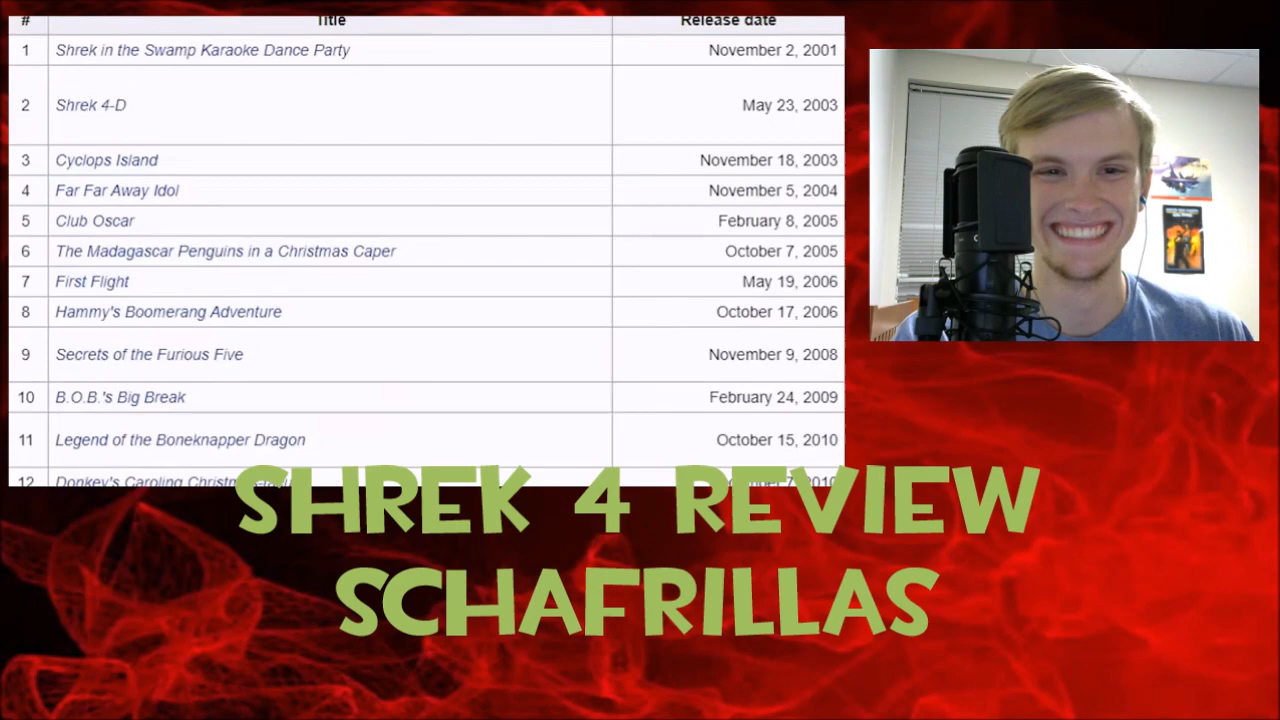 # Title Release date
1 Shrek in the Swamp Karaoke Dance Party November 2, 2001
2 Shrek 4-D May 23, 2003
3 Cyclops Island November 18, 2003
4 Far Far Away Idol November 5, 2004
5 Club Oscar February 8, 2005
6 The Madagascar Penguins in a Christmas Caper October 7, 2005
7 First Flight May 19, 2006
8 Hammy's Boomerang Adventure October 17, 2006
9 Secrets of the Furious Five November 9, 2008
10 B.O.B.'s Big Break February 24, 2009
11 Legend of the Boneknapper Dragon October 15, 2010
12 Donkey's Caroling
SHREK 4 REVIEW
SCHAFRILLAS